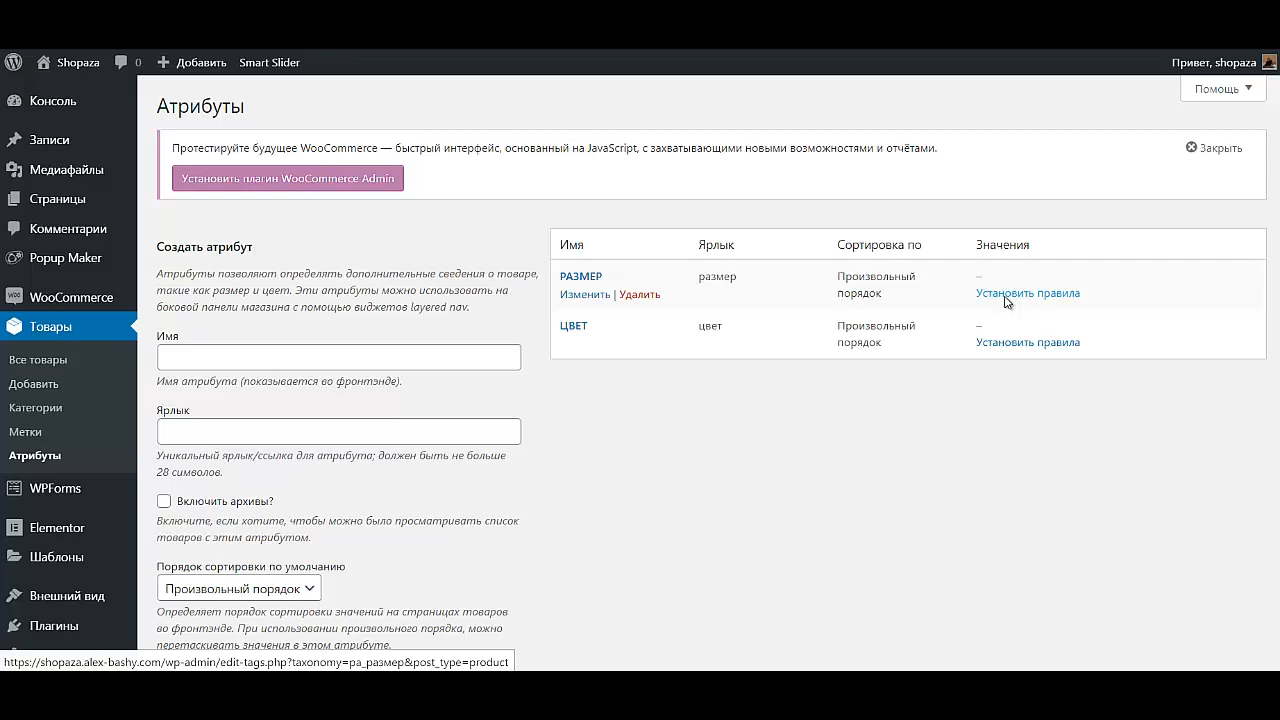 Shopaza
0
Добавить
Smart Slider
Привет, shopaza
Помощь
Консоль
Записи
Медиафайлы
Страницы
Комментарии
Popup Maker
WooCommerce
Товары
Все товары
Добавить
Категории
Метки
Атрибуты
WPForms
Elementor
Шаблоны
Внешний вид
Плагины
Атрибуты
Протестируйте будущее WooCommerce — быстрый интерфейс, основанный на JavaScript, с захватывающими новыми возможностями и отчётами.
Закрыть
Установить плагин WooCommerce Admin
Создать атрибут
Атрибуты позволяют определять дополнительные сведения о товаре,
такие как размер и цвет. Эти атрибуты можно использовать на
боковой панели магазина с помощью виджетов layered nav.
Имя
Имя атрибута (показывается во фронтэнде).
Ярлык
Уникальный ярлык/ссылка для атрибута; должен быть не больше
28 символов.
Включить архивы?
Включите, если хотите, чтобы можно было просматривать список
товаров с этим атрибутом.
Порядок сортировки по умолчанию
Произвольный порядок
Определяет порядок сортировки значений на страницах товаров
во фронтэнде. При использовании произвольного порядка, можно
перетаскивать значения в этом атрибуте.
Имя
Ярлык
Сортировка по
Значения
РАЗМЕР
размер
Произвольный
–
Изменить | Удалить
порядок
Установить правила
ЦВЕТ
цвет
Произвольный
–
порядок
Установить правила
https://shopaza.alex-bashy.com/wp-admin/edit-tags.php?taxonomy=pa_размер&post_type=product